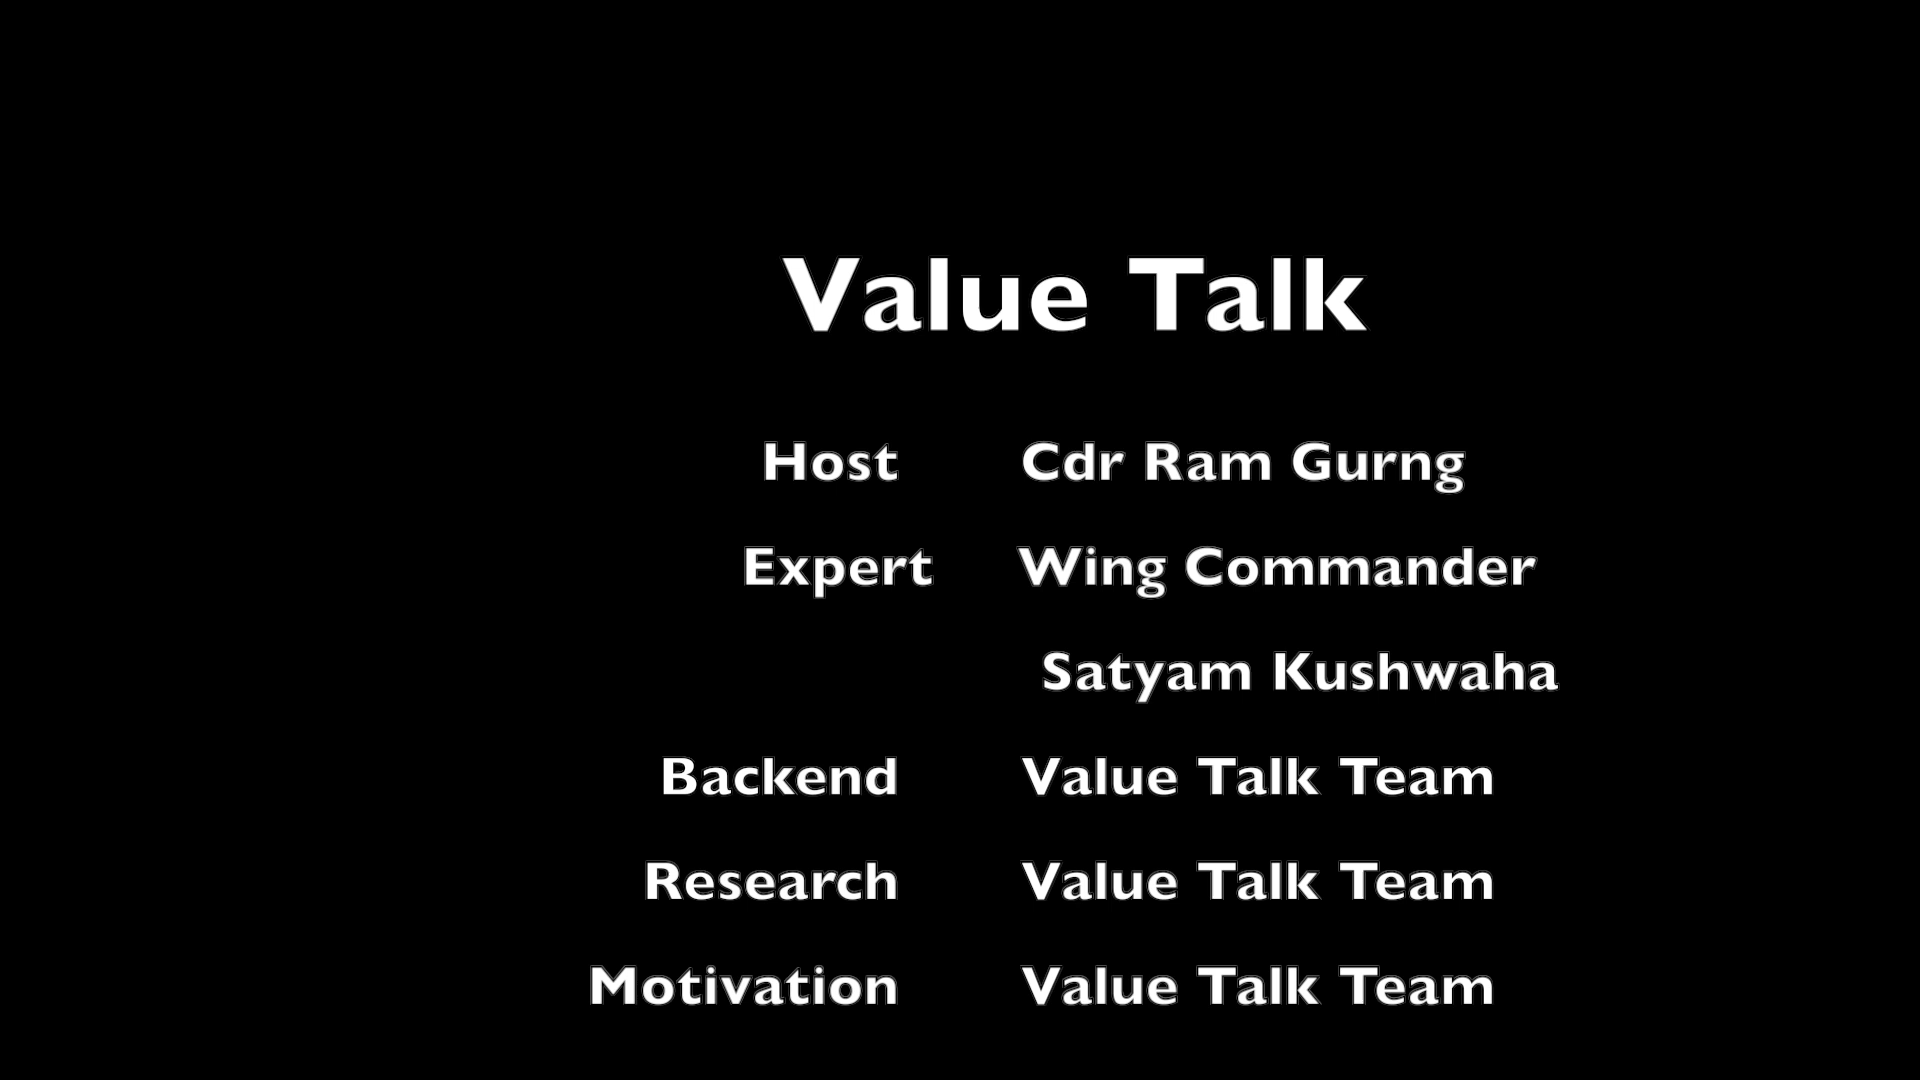 Value Talk
Host Cdr Ram Gurng
Expert Wing Commander
Satyam Kushwaha
Backend Value Talk Team
Research Value Talk Team
Motivation Value Talk Team